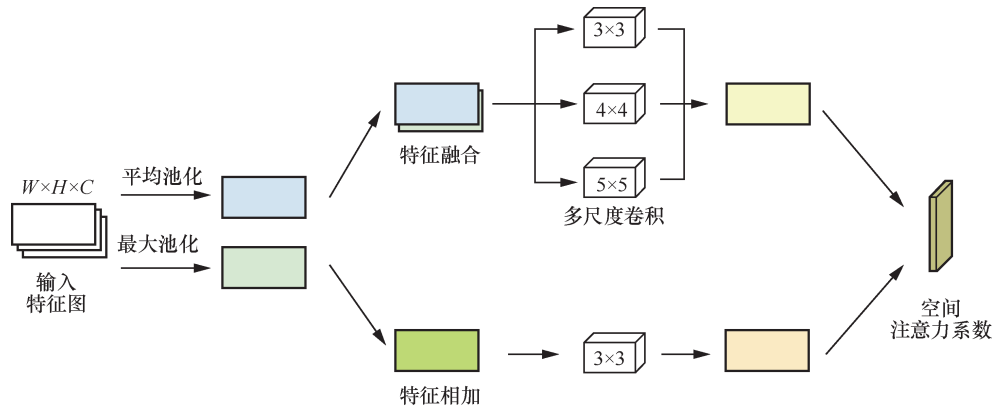 W×H×C
输入
特征图
平均池化
最大池化
特征融合
3×3
4×4
5×5
多尺度卷积
特征相加
3×3
空间
注意力系数